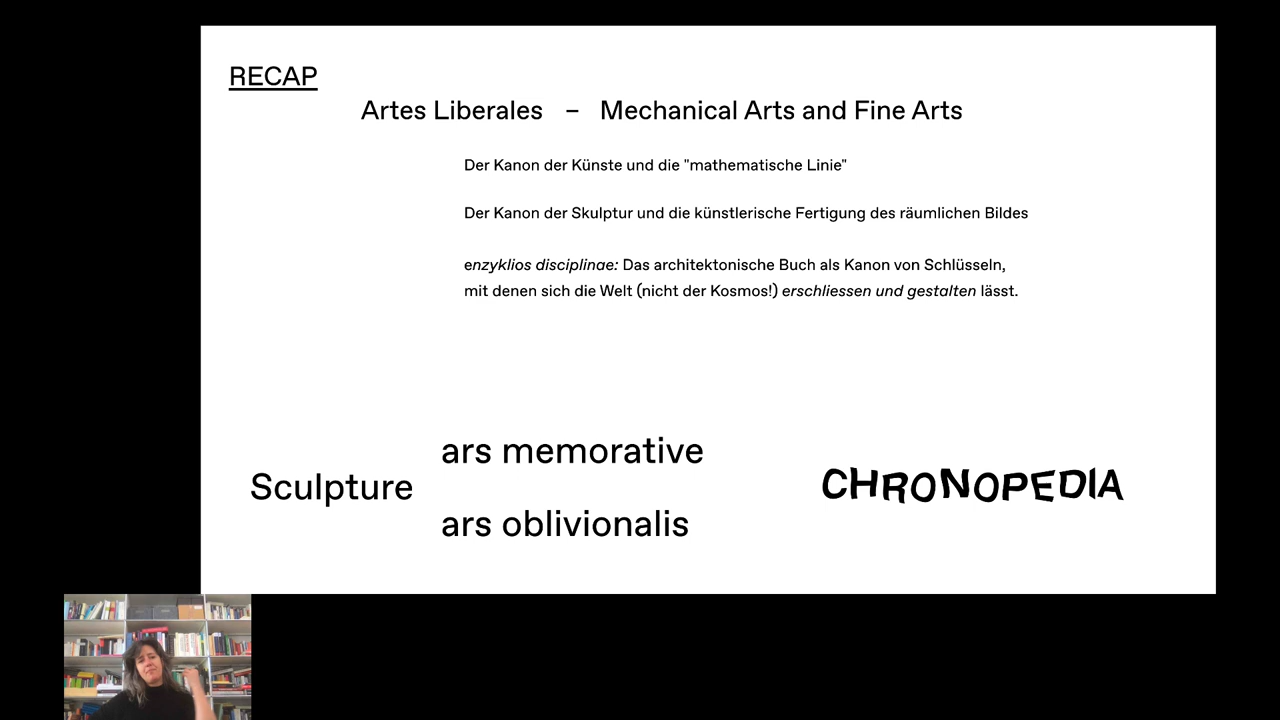 RECAP
Artes Liberales – Mechanical Arts and Fine Arts
Der Kanon der Künste und die "mathematische Linie"
Der Kanon der Skulptur und die künstlerische Fertigung des räumlichen Bildes
enzyklios disciplinae: Das architektonische Buch als Kanon von Schlüsseln,
mit denen sich die Welt (nicht der Kosmos!) erschliessen und gestalten lässt.
ars memorative
Sculpture
ars oblivionalis
CHRONOPEDIA